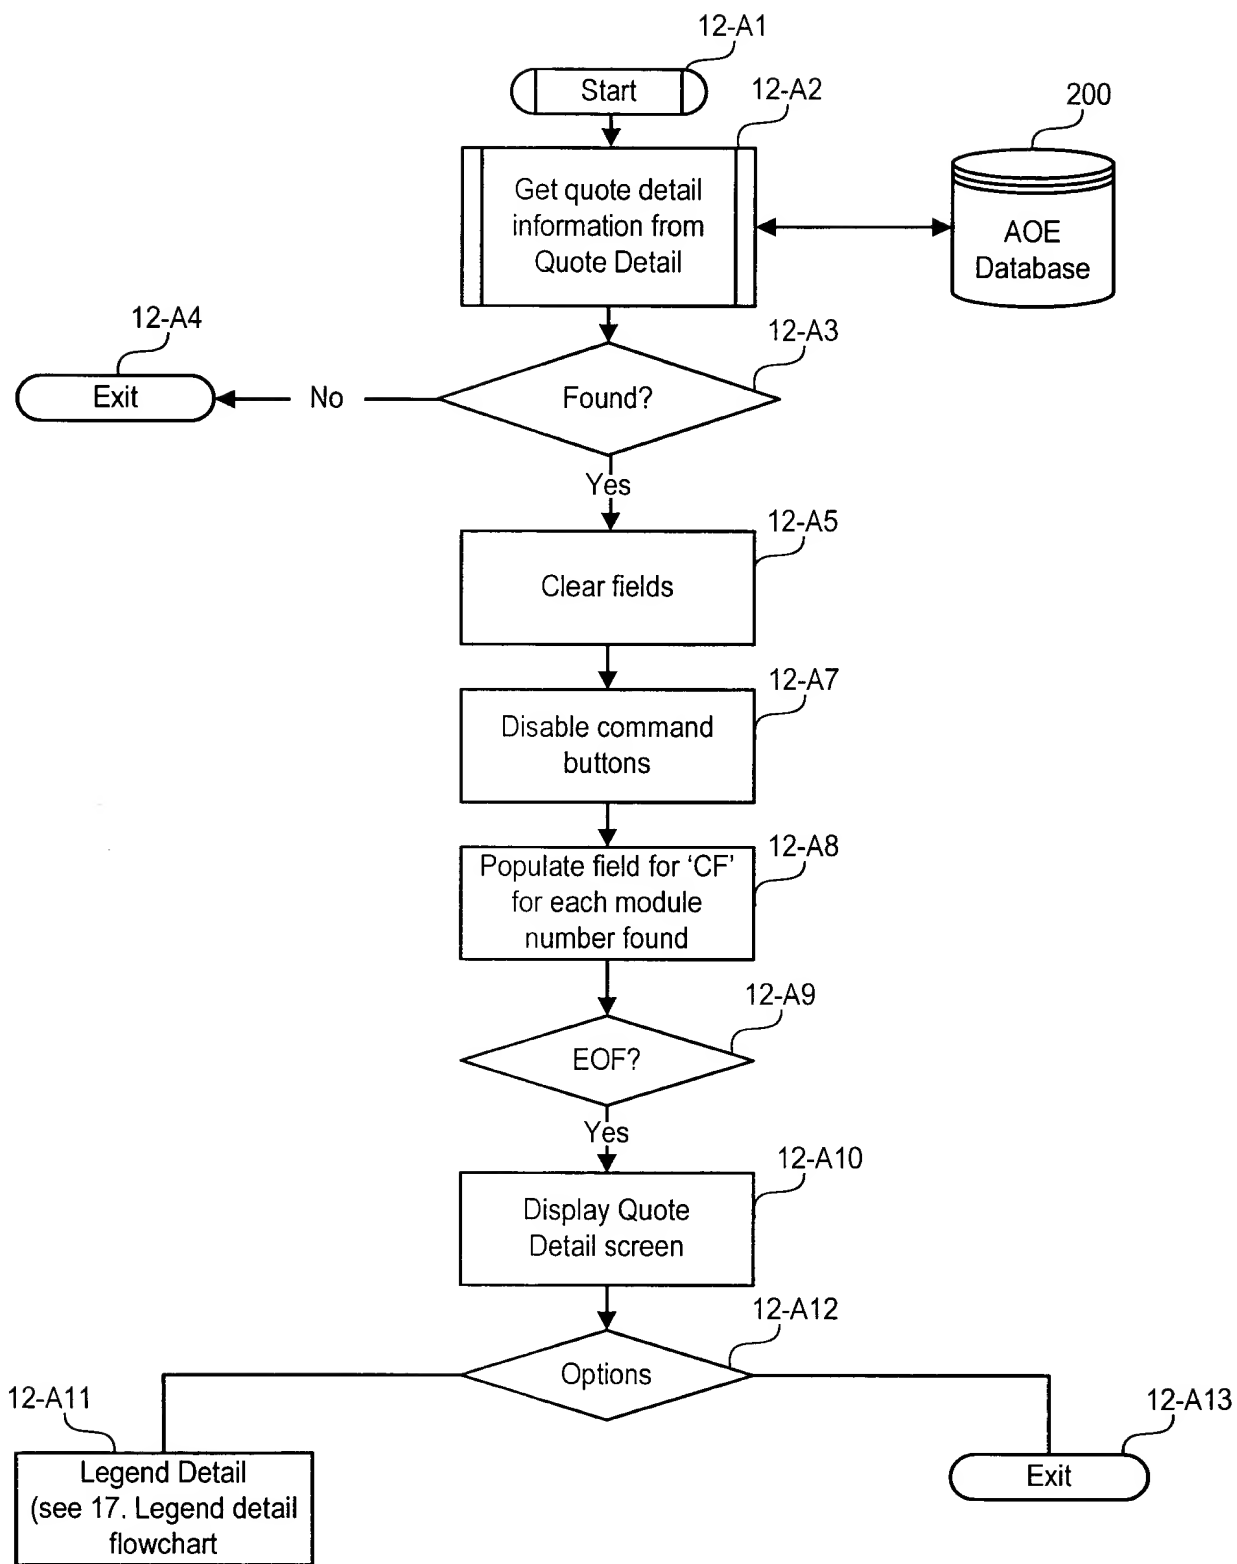 12-A1
Start
12-A2
200
Get quote detail
information from
Quote Detail
AOE
Database
12-A4
12-A3
Exit
No
Found?
Yes
12-A5
Clear fields
12-A7
Disable command
buttons
12-A8
Populate field for ‘CF’
for each module
number found
12-A9
EOF?
Yes
12-A10
Display Quote
Detail screen
12-A12
Options
12-A11
12-A13
Legend Detail
(see 17. Legend detail
flowchart
Exit